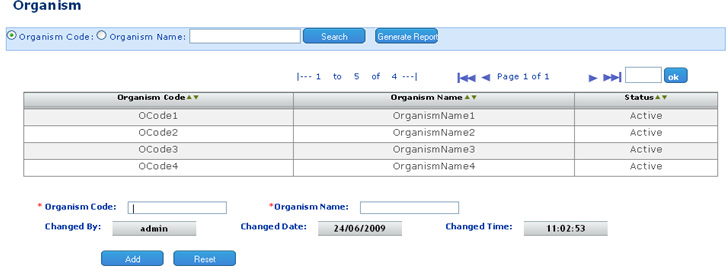 Organism
Organism Code: Organism Name: Search Generate Report
|--- 1 to 5 of 4 ---| Page 1 of 1 ok
Organism Code Organism Name Status
OCode1 OrganismName1 Active
OCode2 OrganismName2 Active
OCode3 OrganismName3 Active
OCode4 OrganismName4 Active
* Organism Code: *Organism Name:
Changed By: admin Changed Date: 24/06/2009 Changed Time: 11:02:53
Add Reset